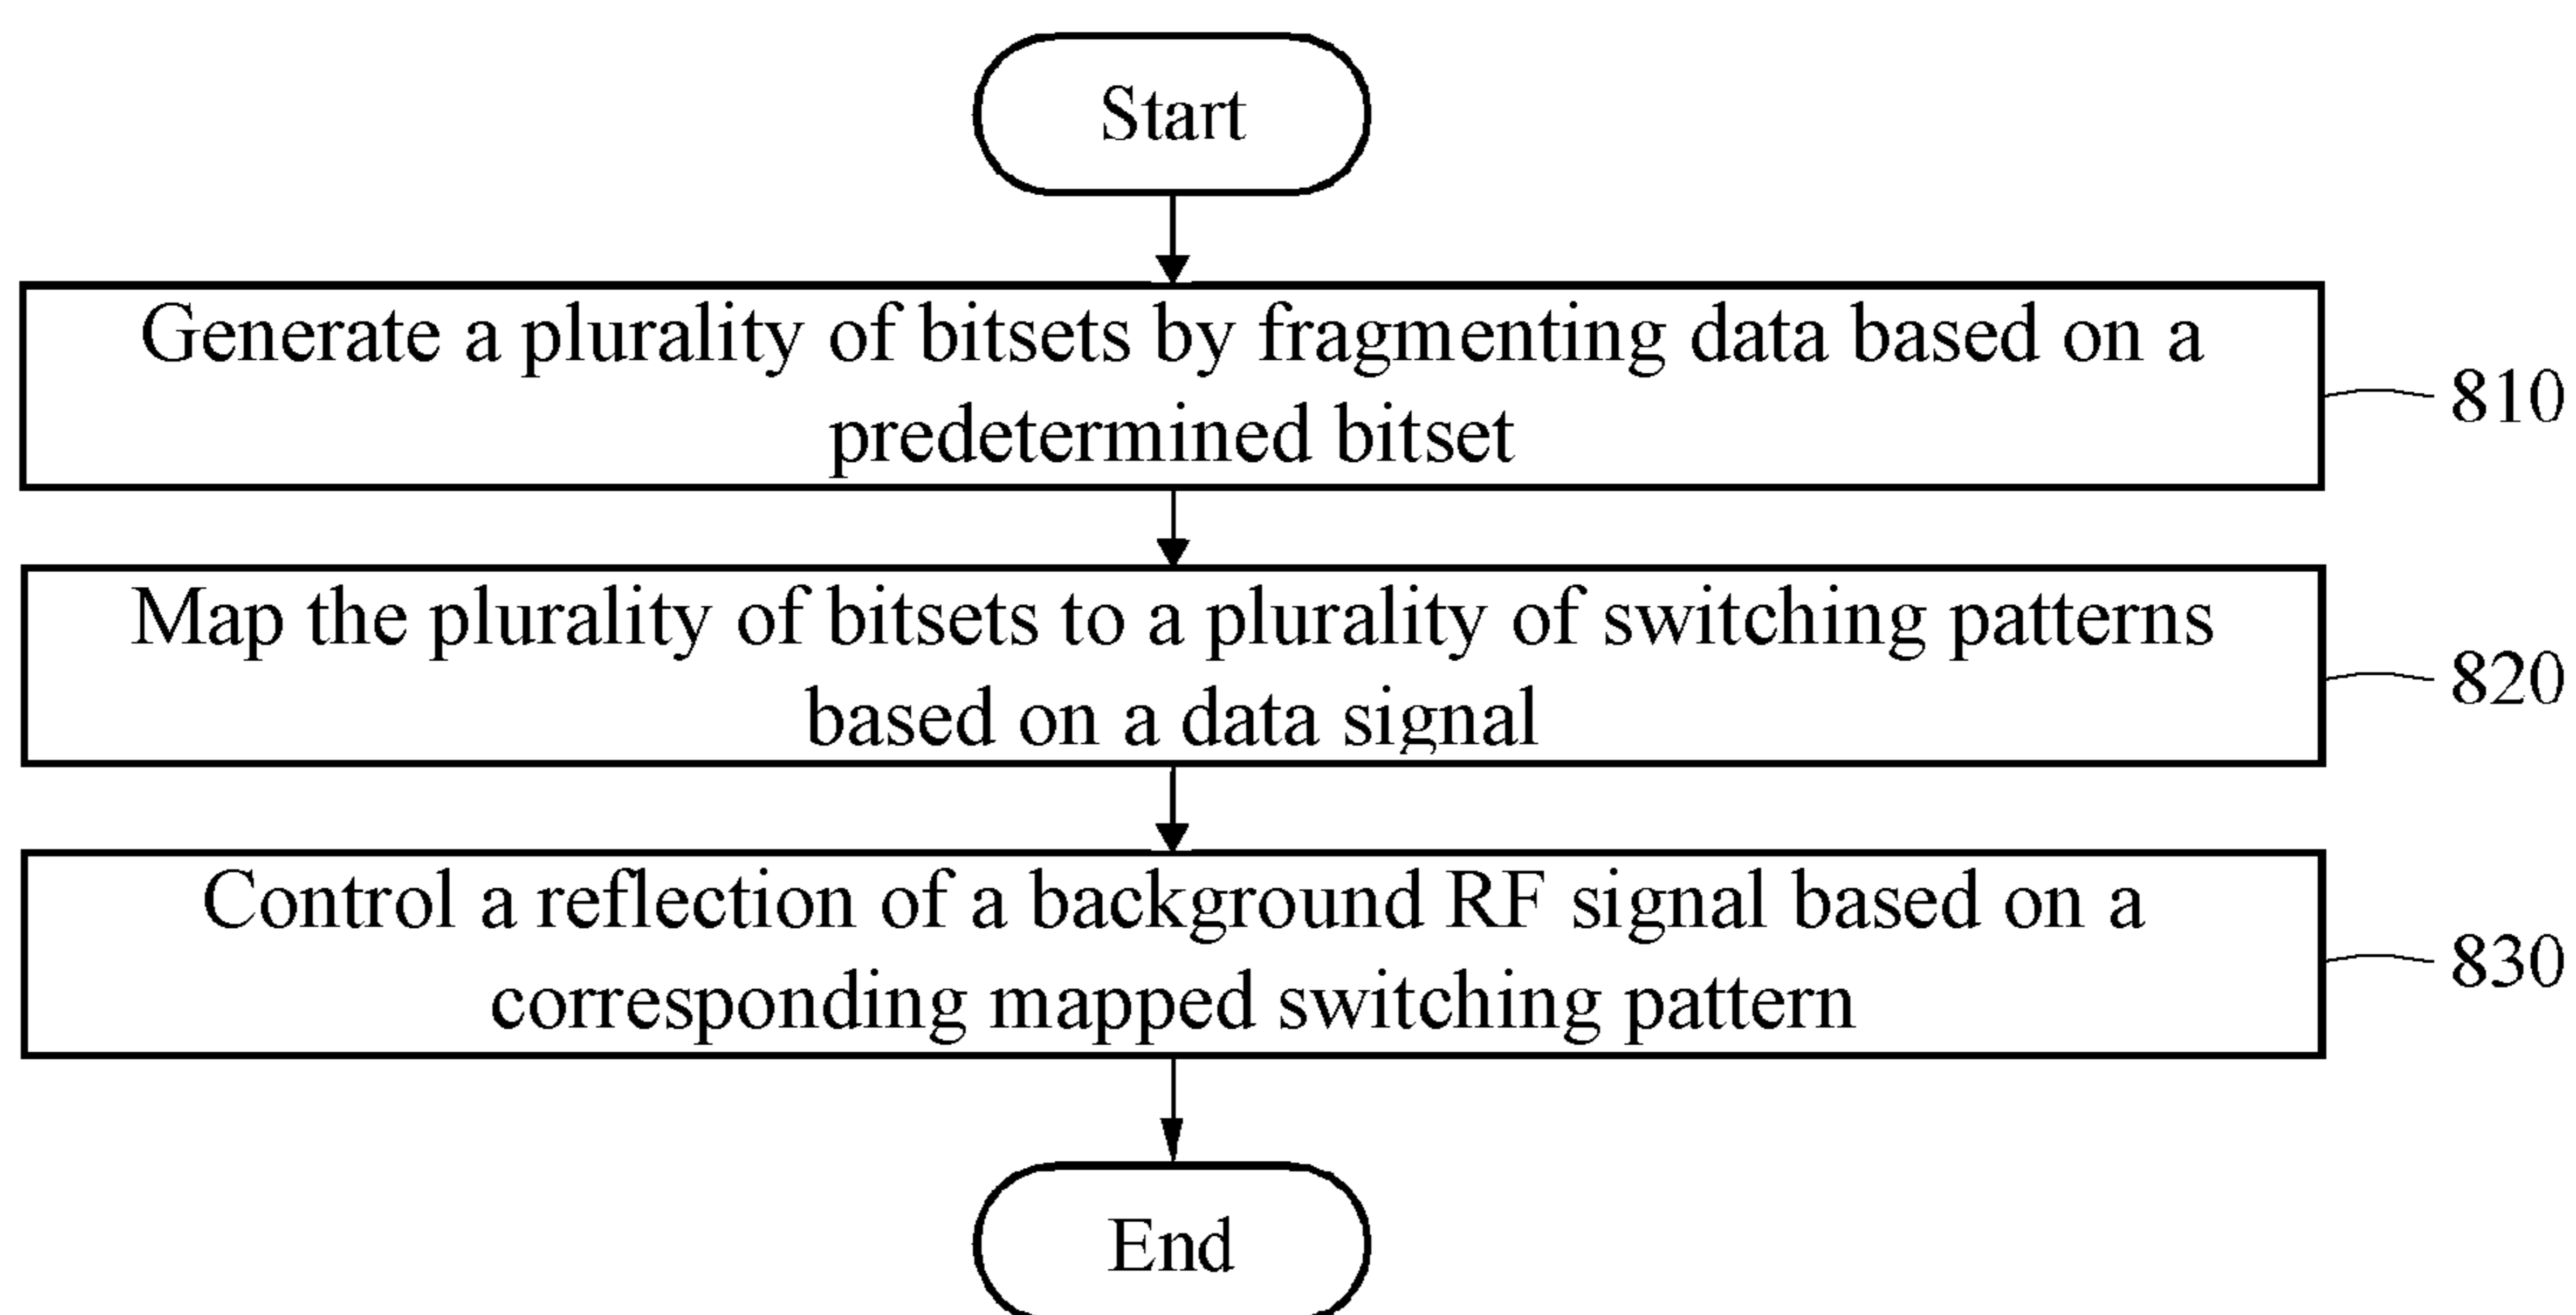 Start
Generate a plurality of bitsets by fragmenting data based on a
predetermined bitset
810
Map the plurality of bitsets to a plurality of switching patterns
based on a data signal
820
Control a reflection of a background RF signal based on a
corresponding mapped switching pattern
830
End